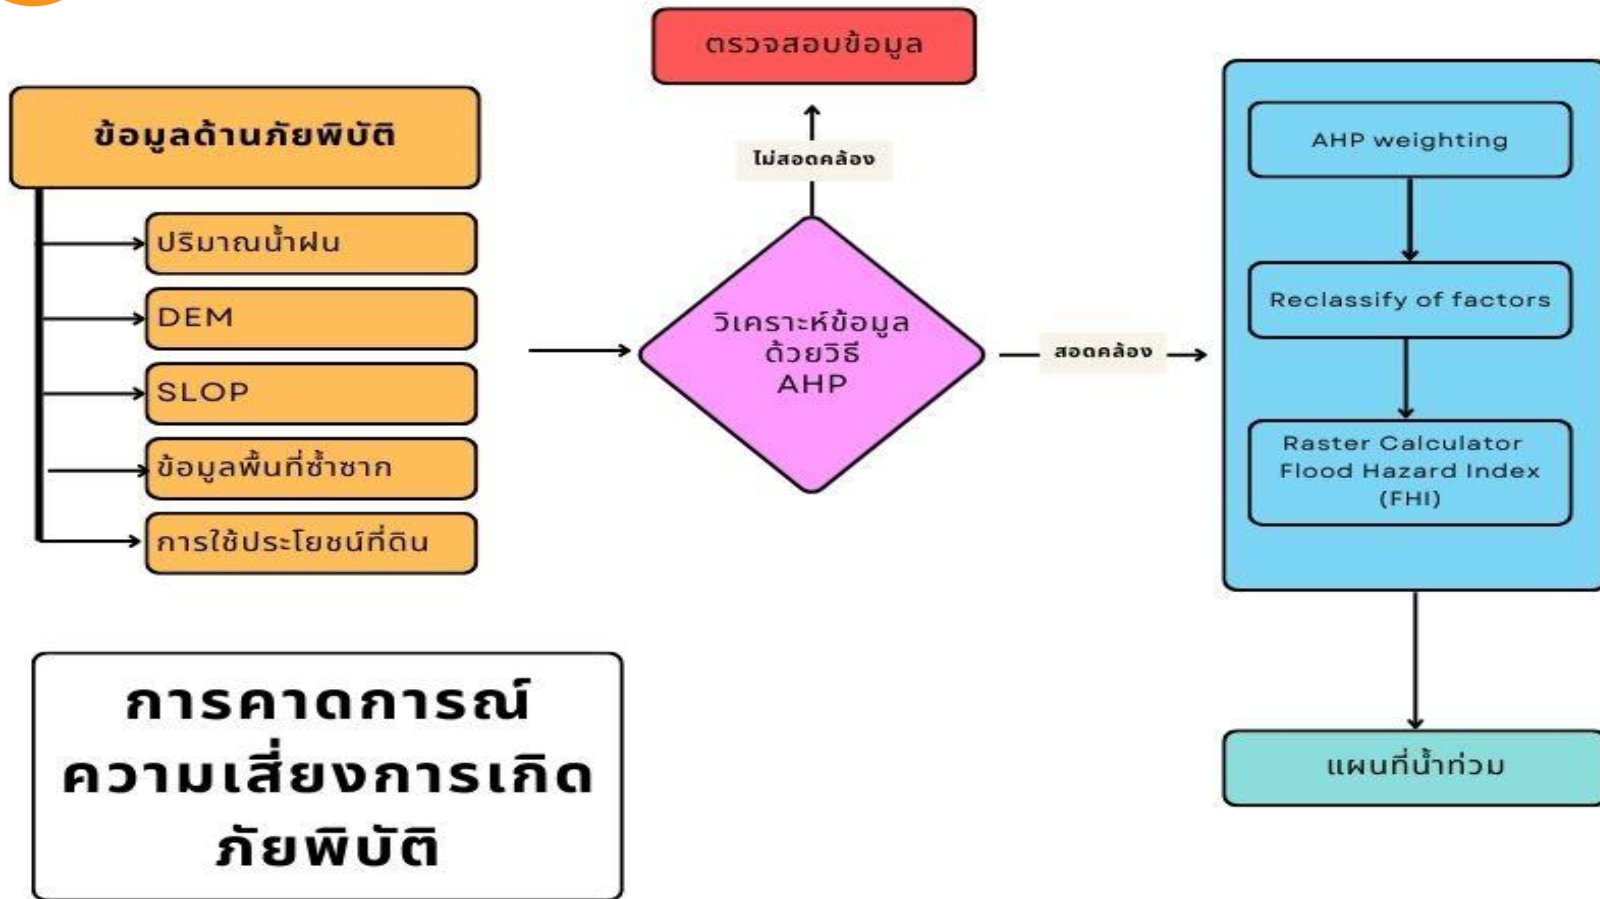 ตรวจสอบข้อมูล
ข้อมูลด้านภัยพิบัติ
ปริมาณน้ำฝน
DEM
SLOP
ข้อมูลพื้นที่ซ้ำซาก
การใช้ประโยชน์ที่ดิน
ไม่สอดคล้อง
วิเคราะห์ข้อมูล
ด้วยวิธี
AHP
สอดคล้อง
AHP weighting
Reclassify of factors
Raster Calculator
Flood Hazard Index
(FHI)
แผนที่น้ำท่วม
การคาดการณ์
ความเสี่ยงการเกิด
ภัยพิบัติ